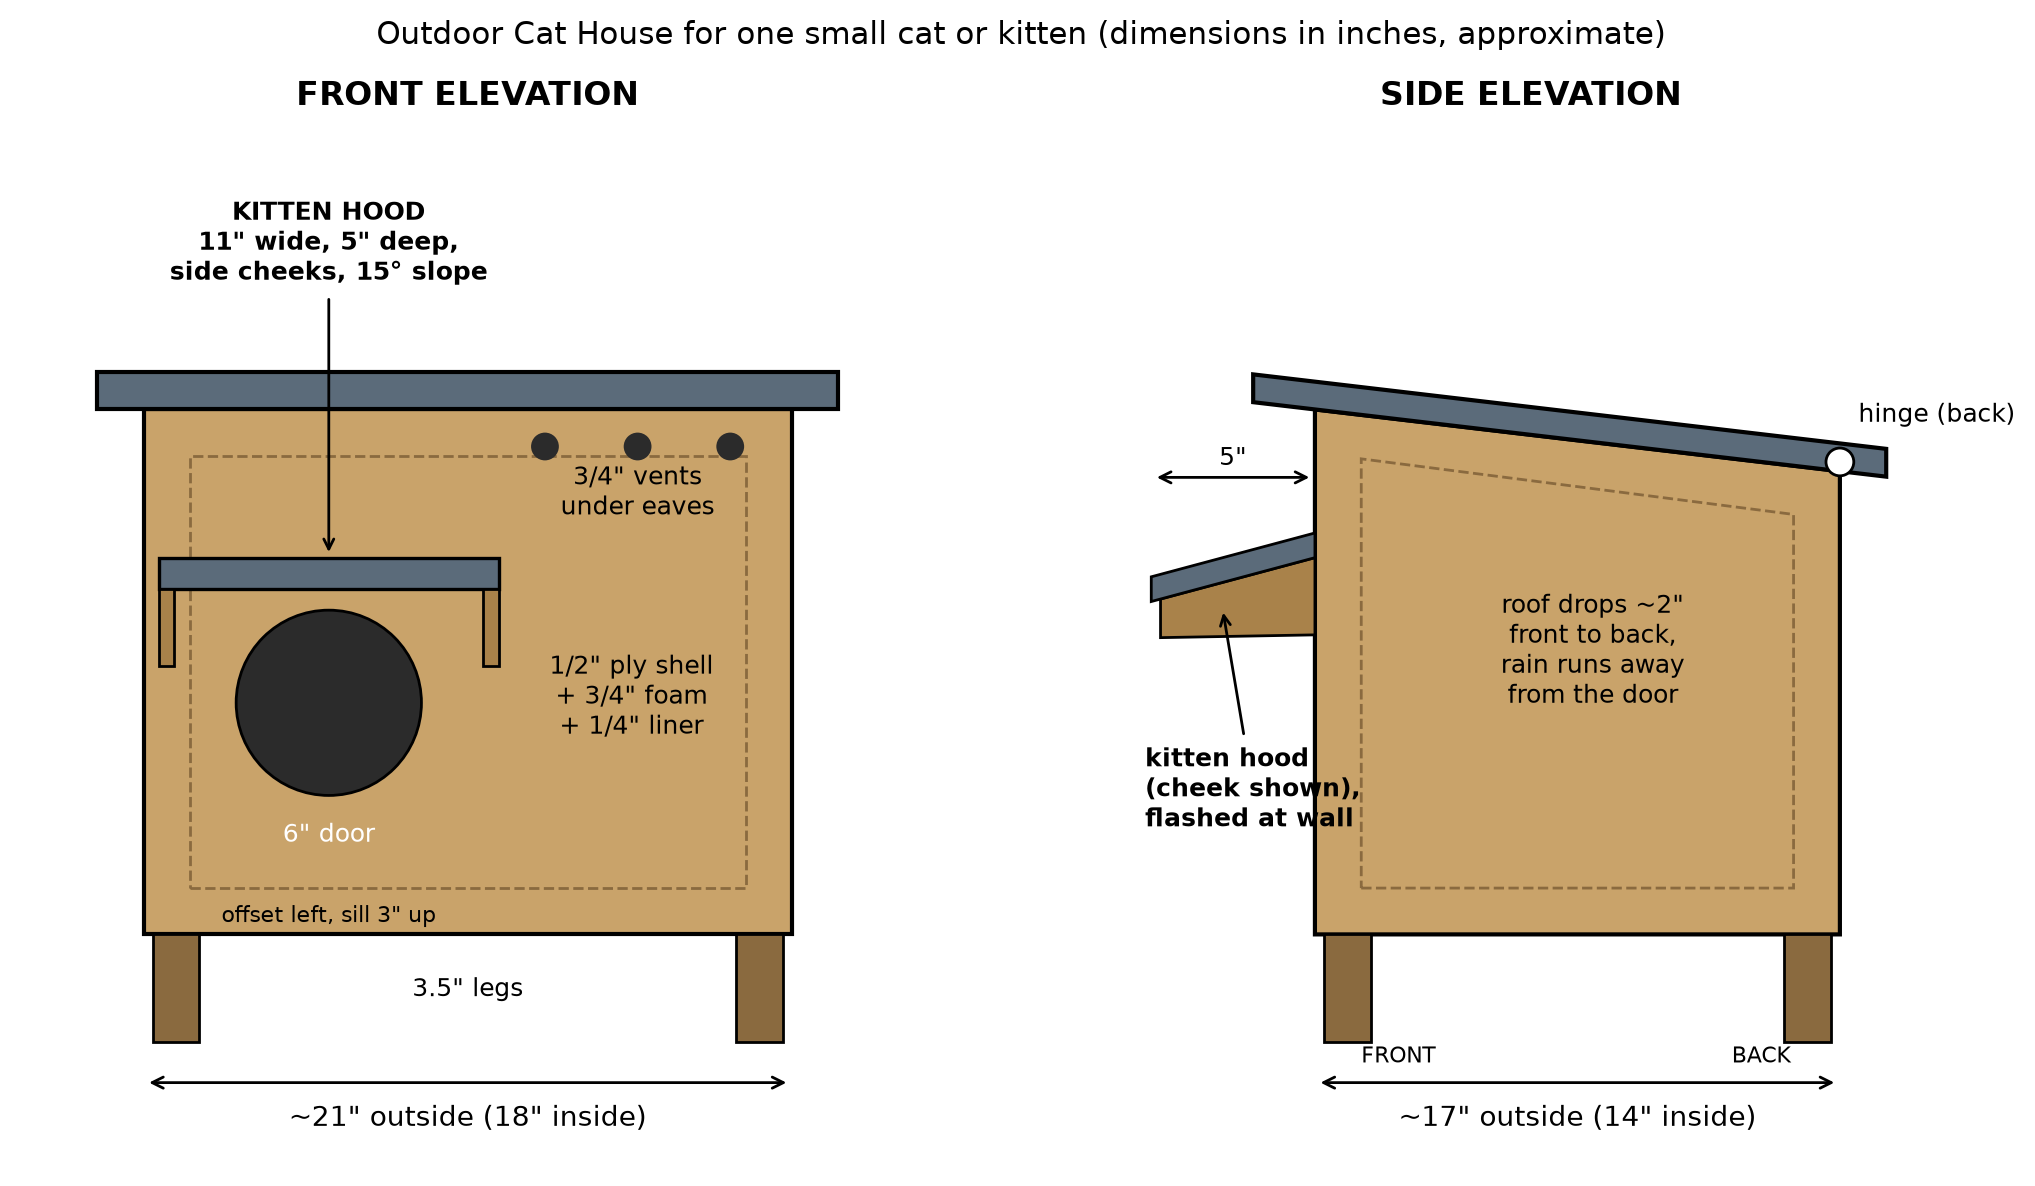 Outdoor Cat House for one small cat or kitten (dimensions in inches, approximate)
FRONT ELEVATION
KITTEN HOOD
11" wide, 5" deep,
side cheeks, 15° slope
3/4" vents
under eaves
1/2" ply shell
+ 3/4" foam
+ 1/4" liner
6" door
offset left, sill 3" up
3.5" legs
~21" outside (18" inside)
SIDE ELEVATION
hinge (back)
5"
roof drops ~2"
front to back,
rain runs away
from the door
kitten hood
(cheek shown),
flashed at wall
FRONT
BACK
~17" outside (14" inside)